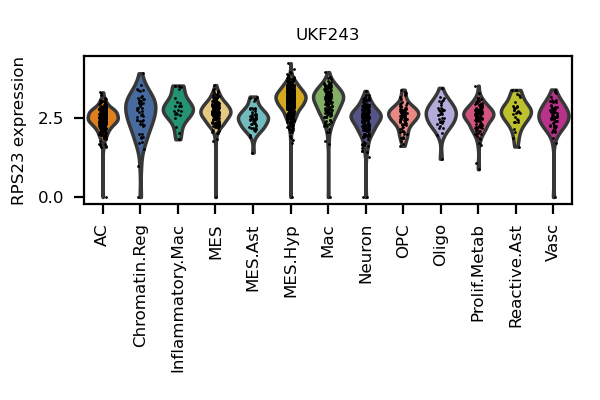 UKF243
RPS23 expression
2.5
0.0
AC
Chromatin.Reg
Inflammatory.Mac
MES
MES.Ast
MES.Hyp
Mac
Neuron
OPC
Oligo
Prolif.Metab
Reactive.Ast
Vasc